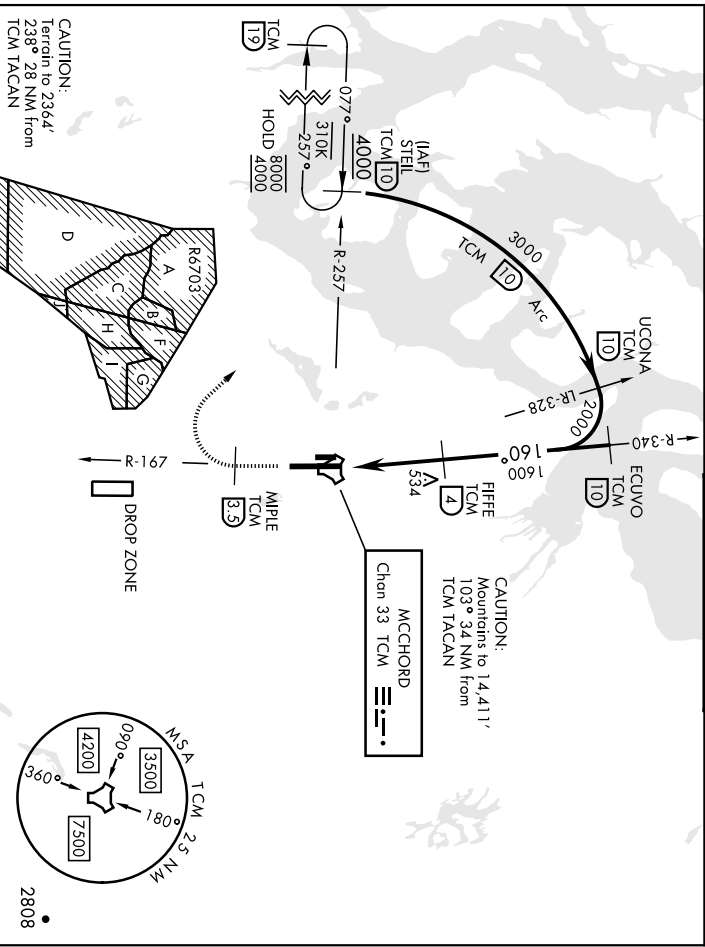 CAUTION:
Terrain to 2364'
238° 28 NM from
TCM TACAN
TCM
19
HOLD
8000
4000
077°
310K
257°
(IAF)
STEIL
TCM 10
4000
R-257
3000
TCM 10 Arc
UCONA
TCM
10
LR-328
2000
R-340
ECUVO
TCM
10
160°
1600
FIFFE
TCM
4
534
MCCHORD
Chan 33 TCM
CAUTION:
Mountains to 14,411'
103° 34 NM from
TCM TACAN
MIPLE
TCM
3.5
R-167
DROP ZONE
R6703
A
B
C
D
F
G
H
I
J
MSA TCM 25 NM
3500
4200
7500
090°
360°
180°
2808